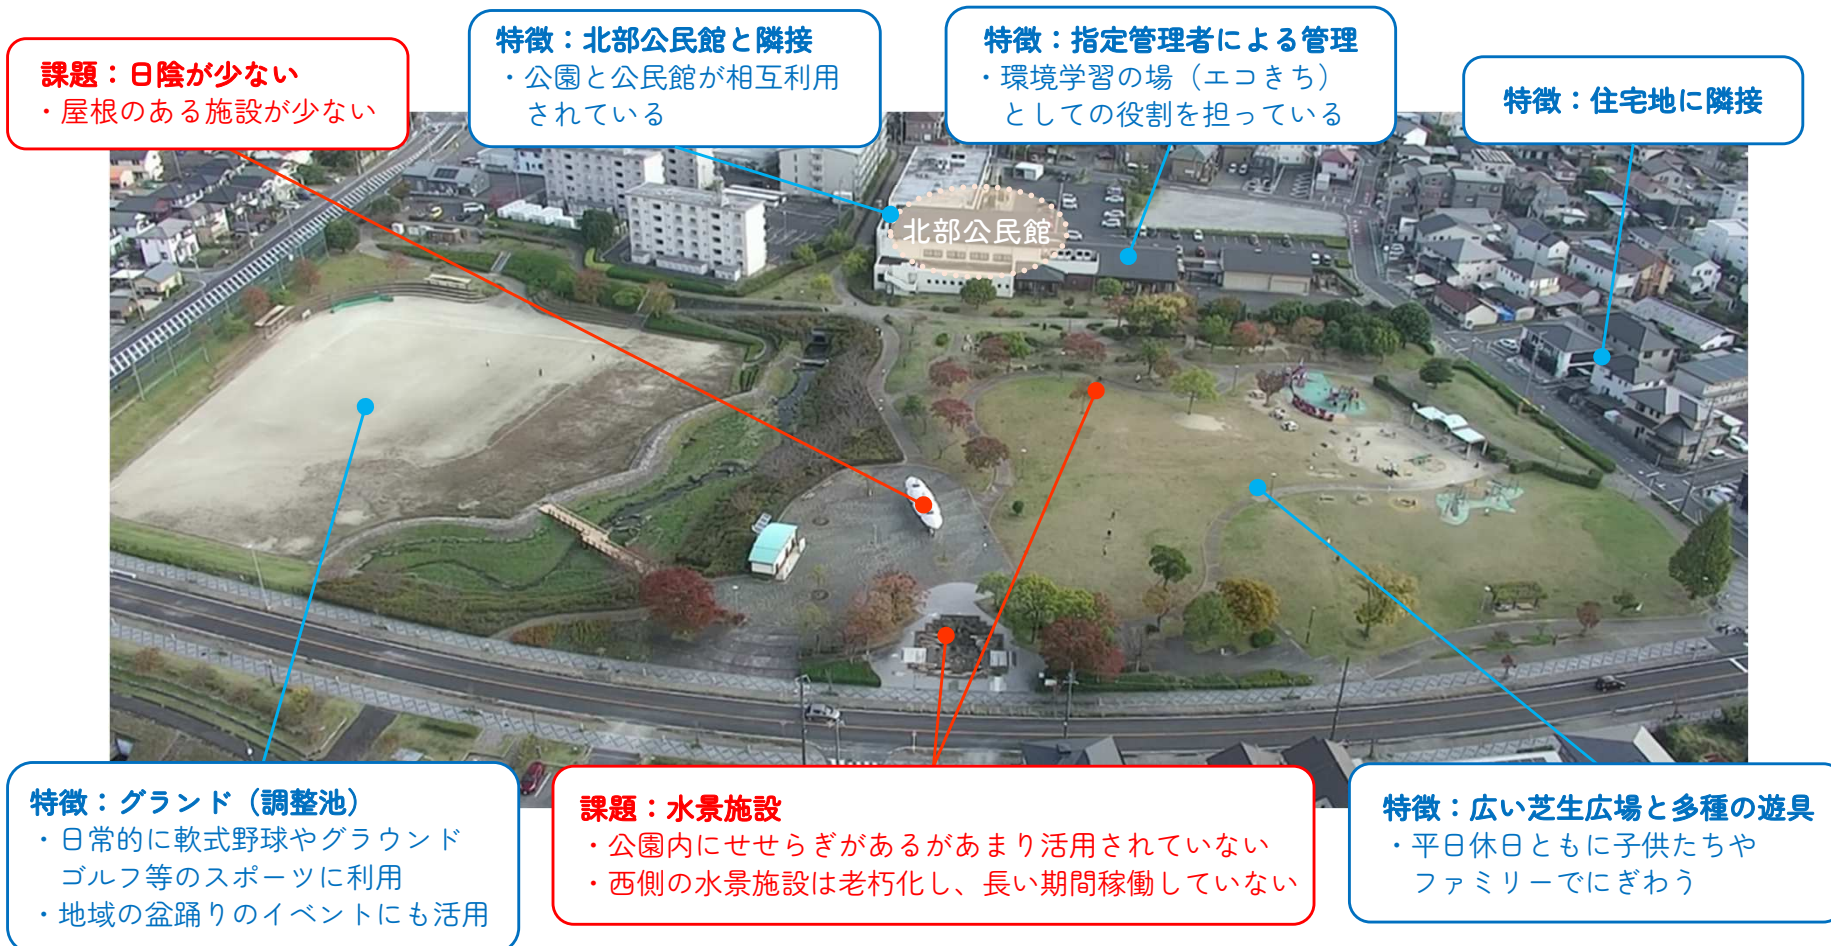 課題：日陰が少ない
・屋根のある施設が少ない
特徴：北部公民館と隣接
・公園と公民館が相互利用
されている
特徴：指定管理者による管理
・環境学習の場（エコきち）
としての役割を担っている
特徴：住宅地に隣接
北部公民館
特徴：グランド（調整池）
・日常的に軟式野球やグラウンド
ゴルフ等のスポーツに利用
・地域の盆踊りのイベントにも活用
課題：水景施設
・公園内にせせらぎがあるがあまり活用されていない
・西側の水景施設は老朽化し、長い期間稼働していない
特徴：広い芝生広場と多種の遊具
・平日休日ともに子供たちや
ファミリーでにぎわう